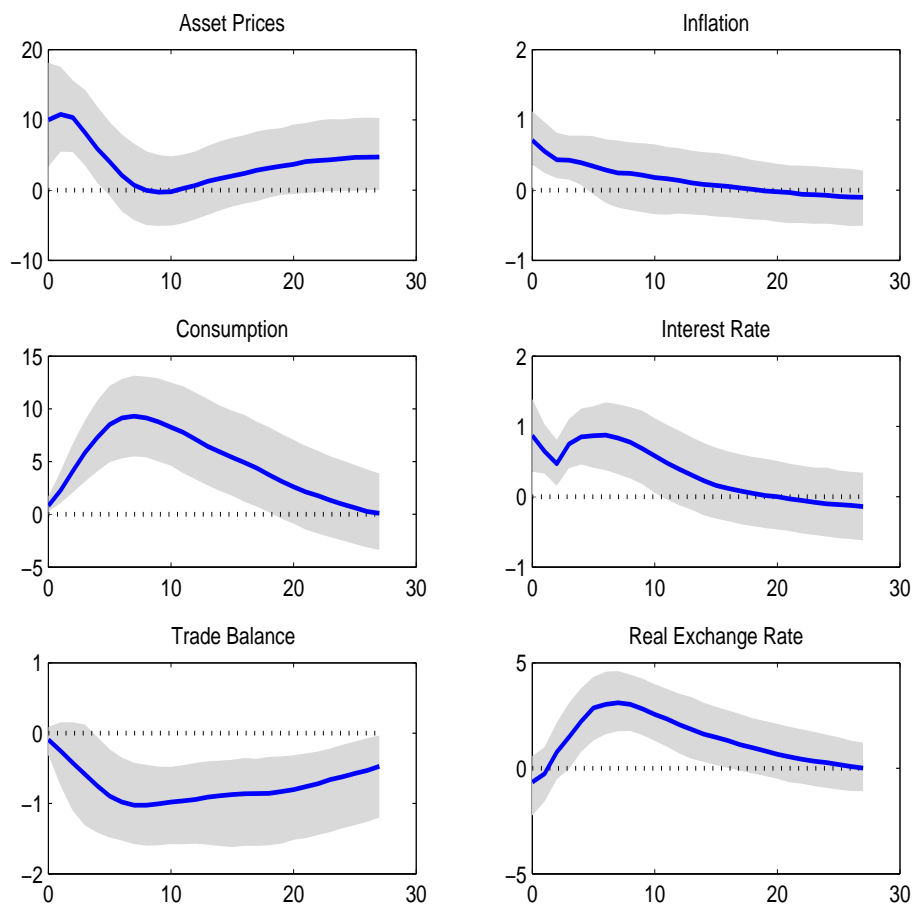 Asset Prices
20
10
0
−10
0 10 20 30
Inflation
2
1
0
−1
0 10 20 30
Consumption
15
10
5
0
−5
0 10 20 30
Interest Rate
2
1
0
−1
0 10 20 30
Trade Balance
1
0
−1
−2
0 10 20 30
Real Exchange Rate
5
0
−5
0 10 20 30